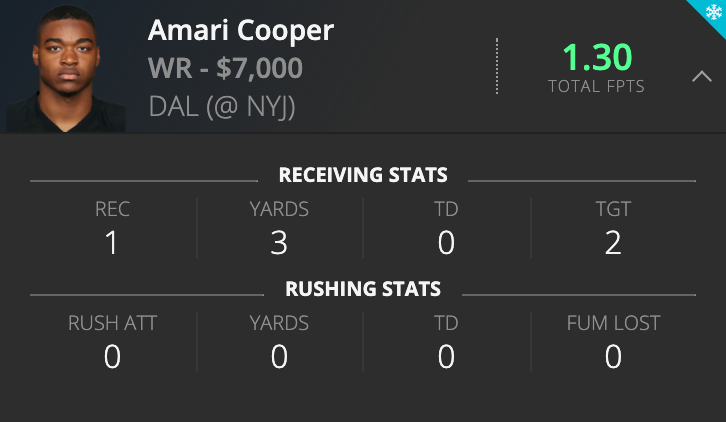 Amari Cooper
WR - $7,000
DAL (@ NYJ)
1.30
TOTAL FPTS
RECEIVING STATS
REC YARDS TD TGT
1 3 0 2
RUSHING STATS
RUSH ATT YARDS TD FUM LOST
0 0 0 0